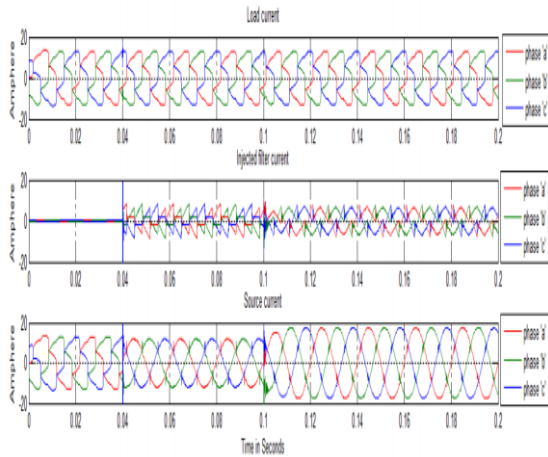 Load current
Amphere
20
0
-20
0 0.02 0.04 0.06 0.08 0.1 0.12 0.14 0.16 0.18 0.2
phase 'a'
phase 'b'
phase 'c'
Injected filter current
Amphere
20
0
-20
0 0.02 0.04 0.06 0.08 0.1 0.12 0.14 0.16 0.18 0.2
phase 'a'
phase 'b'
phase 'c'
Source current
Amphere
20
0
-20
0 0.02 0.04 0.06 0.08 0.1 0.12 0.14 0.16 0.18 0.2
phase 'a'
phase 'b'
phase 'c'
Time in Seconds